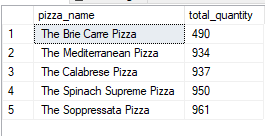 pizza_name total_quantity
1 The Brie Carre Pizza 490
2 The Mediterranean Pizza 934
3 The Calabrese Pizza 937
4 The Spinach Supreme Pizza 950
5 The Soppressata Pizza 961